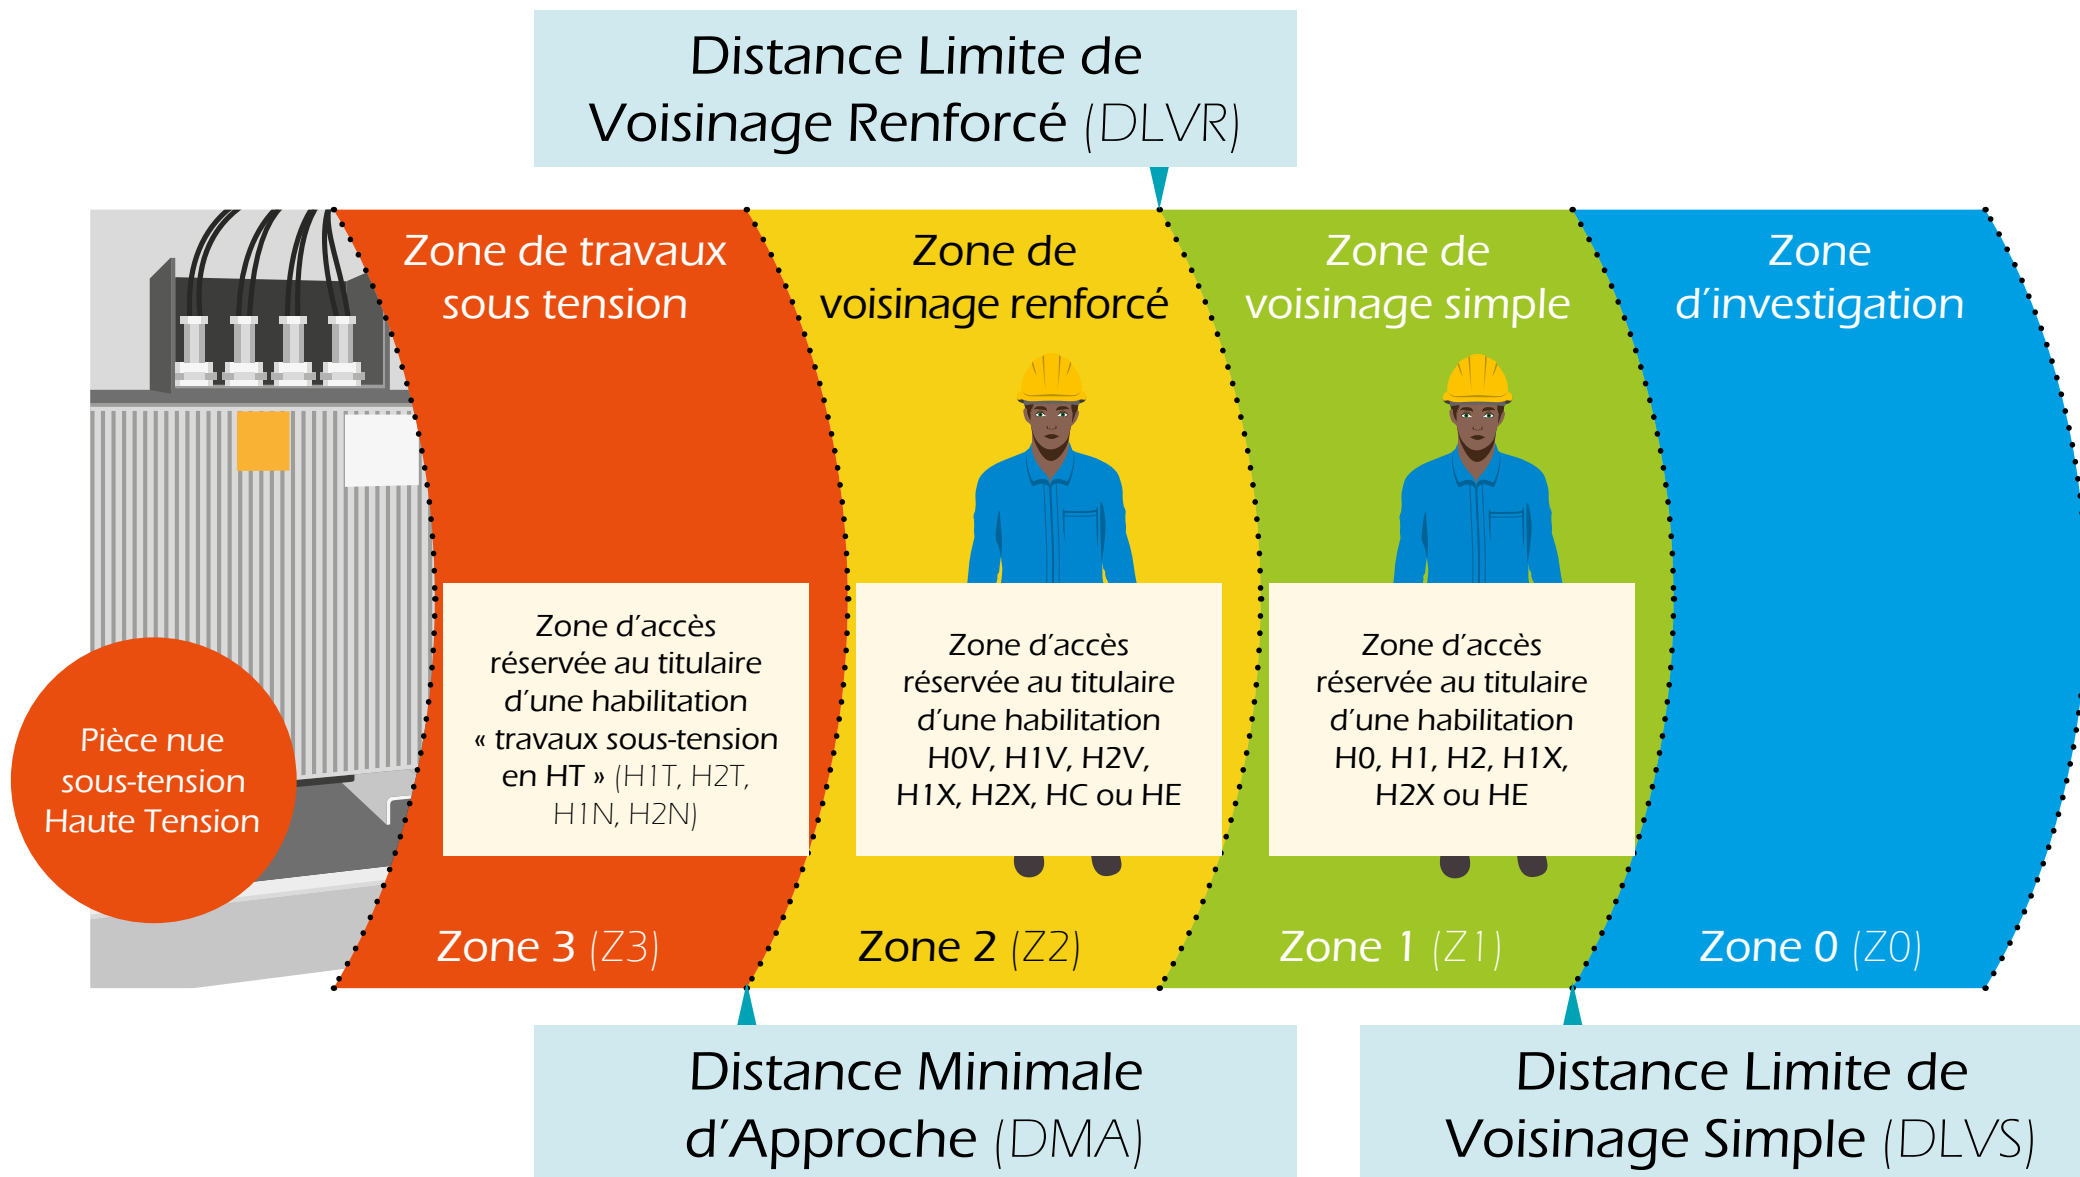 Distance Limite de
Voisinage Renforcé (DLVR)
Zone de travaux
sous tension
Zone de
voisinage renforcé
Zone de
voisinage simple
Zone
d’investigation
Pièce nue
sous-tension
Haute Tension
Zone d’accès
réservée au titulaire
d’une habilitation
« travaux sous-tension
en HT » (H1T, H2T,
H1N, H2N)
Zone d’accès
réservée au titulaire
d’une habilitation
H0V, H1V, H2V,
H1X, H2X, HC ou HE
Zone d’accès
réservée au titulaire
d’une habilitation
H0, H1, H2, H1X,
H2X ou HE
Zone 3 (Z3)
Zone 2 (Z2)
Zone 1 (Z1)
Zone 0 (Z0)
Distance Minimale
d’Approche (DMA)
Distance Limite de
Voisinage Simple (DLVS)